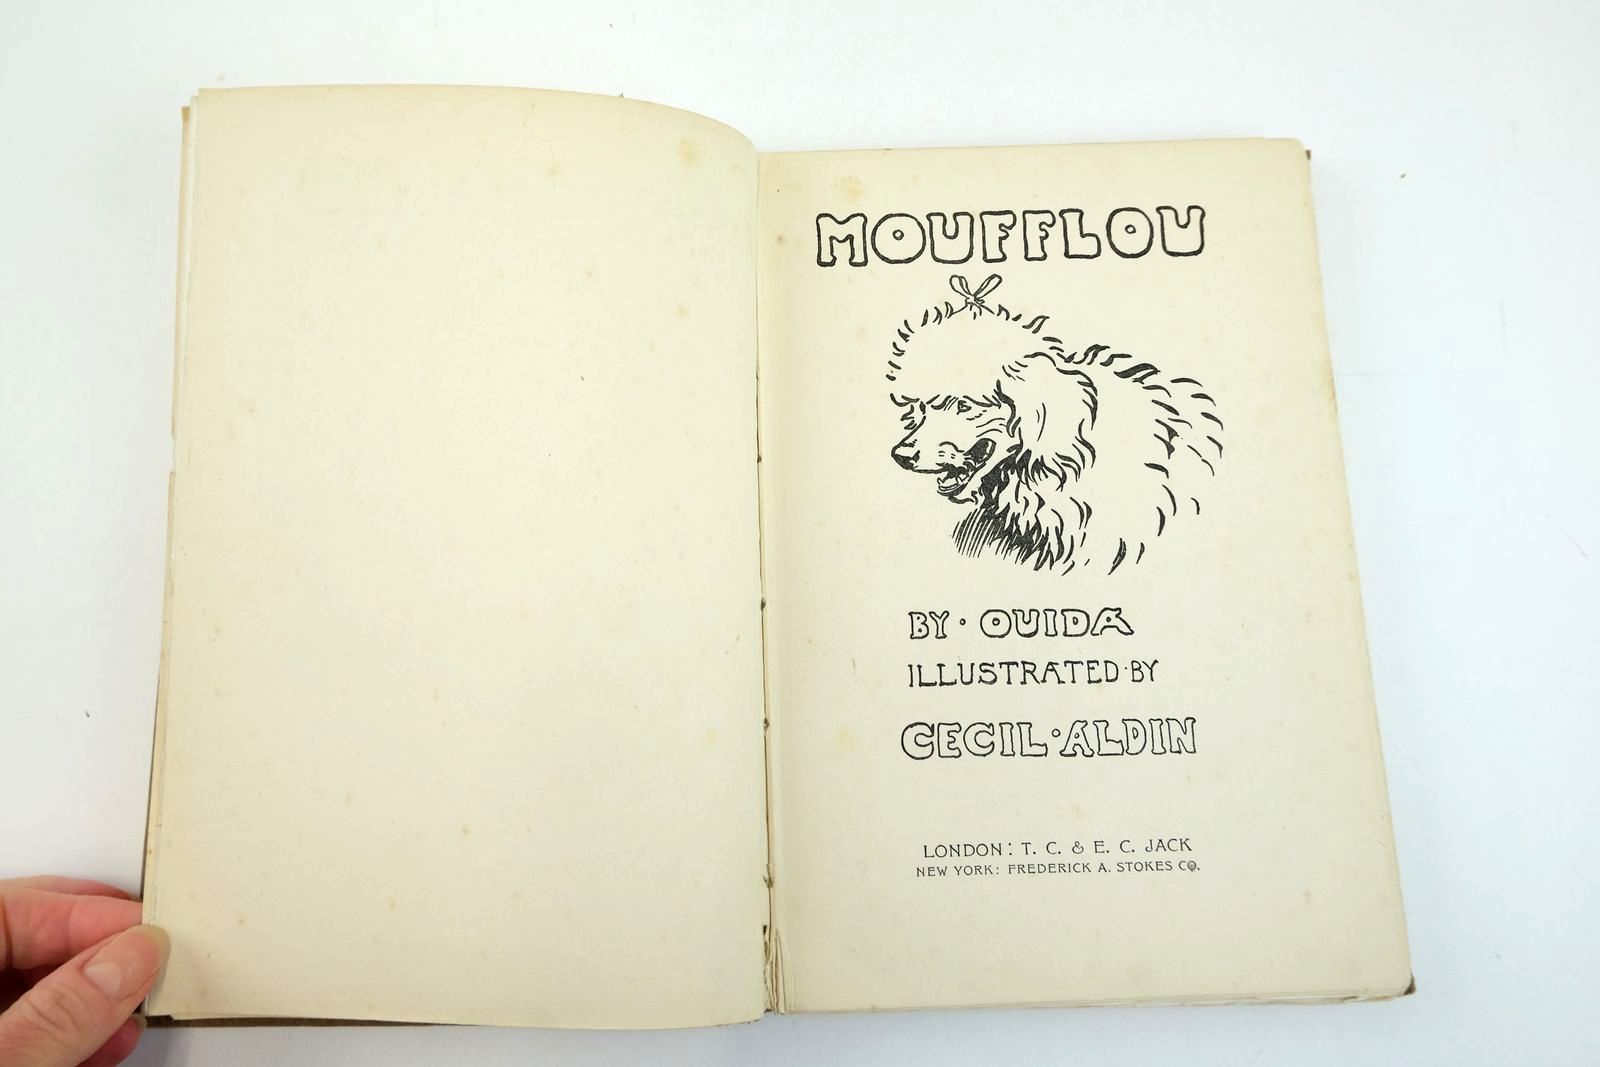 MOUFFLOU
BY · OUIDA
ILLUSTRATED · BY
CECIL · ALDIN
LONDON: T. C. & E. C. JACK
NEW YORK: FREDERICK A. STOKES CO.